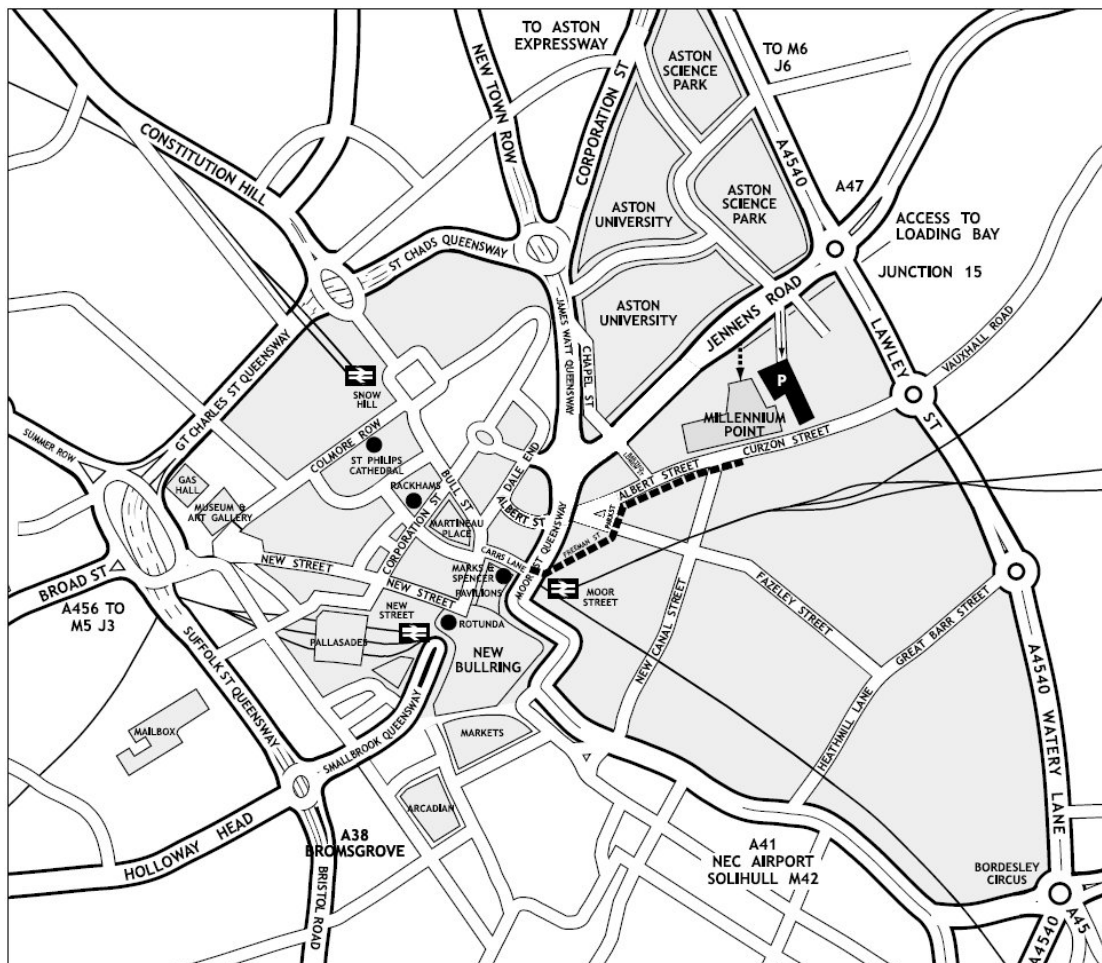 TO ASTON
EXPRESSWAY
NEW TOWN ROW
CORPORATION ST
ASTON
SCIENCE
PARK
TO M6
J6
CONSTITUTION HILL
A4540
A47
ASTON
SCIENCE
PARK
ASTON
UNIVERSITY
ACCESS TO
LOADING BAY
JUNCTION 15
ST CHADS QUEENSWAY
JENNENS ROAD
ASTON
UNIVERSITY
JAMES WATT QUEENSWAY
CHAPEL ST
LAWLEY ST
VAUXHALL ROAD
GT CHARLES ST QUEENSWAY
SNOW
HILL
P
MILLENNIUM
POINT
CURZON STREET
SUMMER ROW
COLMORE ROW
ST PHILIPS
CATHEDRAL
BULL ST
DALE END
ALBERT STREET
GAS
HALL
MUSEUM &
ART GALLERY
RACKHAMS
CORPORATION ST
MARTINEAU
PLACE
ALBERT ST
MOOR ST QUEENSWAY
PARK ST
FREEMAN ST
CARRS LANE
NEW STREET
BROAD ST
MARKS &
SPENCER
PAVILIONS
MOOR
STREET
FAZELEY STREET
GREAT BARR STREET
NEW CANAL STREET
A456 TO
M5 J3
NEW STREET
NEW
STREET
ROTUNDA
PALLASADES
NEW
BULLRING
SUFFOLK ST QUEENSWAY
SMALLBROOK QUEENSWAY
MAILBOX
MARKETS
HEATHMILL LANE
A4540 WATERY LANE
ARCADIAN
HOLLOWAY HEAD
A38
BROMSGROVE
BRISTOL ROAD
A41
NEC AIRPORT
SOLIHULL M42
BORDESLEY
CIRCUS
A4540
A45